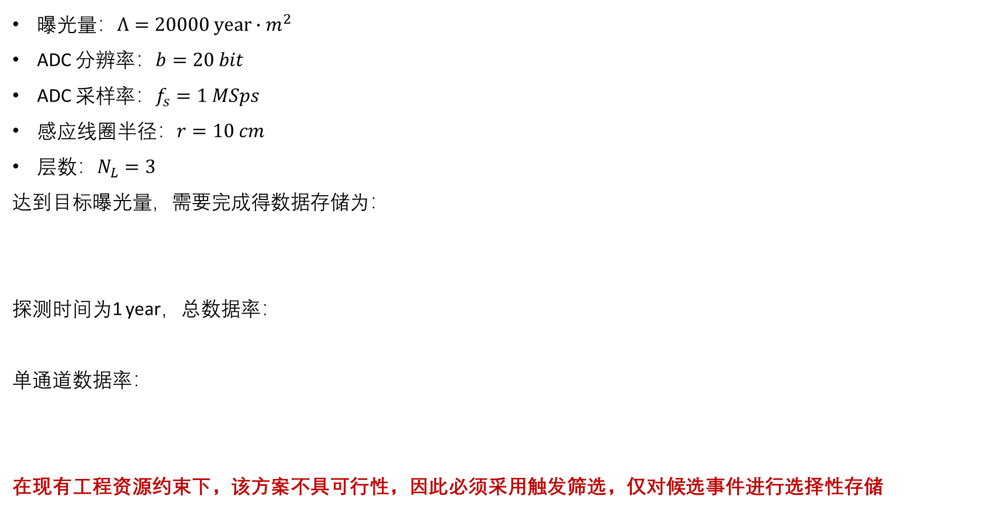 • 曝光量：Λ = 20000 year · m²
• ADC 分辨率：b = 20 bit
• ADC 采样率：fₛ = 1 MSps
• 感应线圈半径：r = 10 cm
• 层数：N_L = 3
达到目标曝光量，需要完成得数据存储为：
探测时间为1 year，总数据率：
单通道数据率：
在现有工程资源约束下，该方案不具可行性，因此必须采用触发筛选，仅对候选事件进行选择性存储